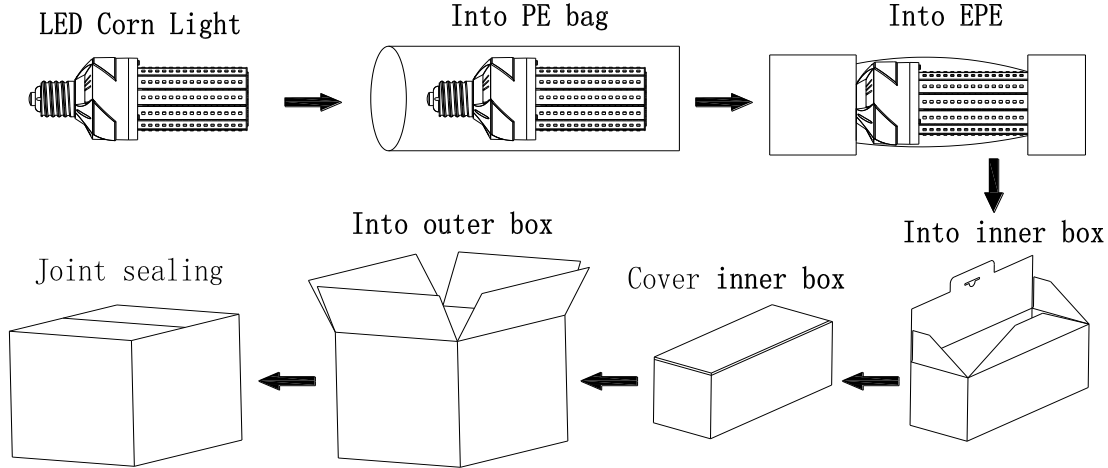 LED Corn Light
Into PE bag
Into EPE
Into inner box
Cover inner box
Into outer box
Joint sealing